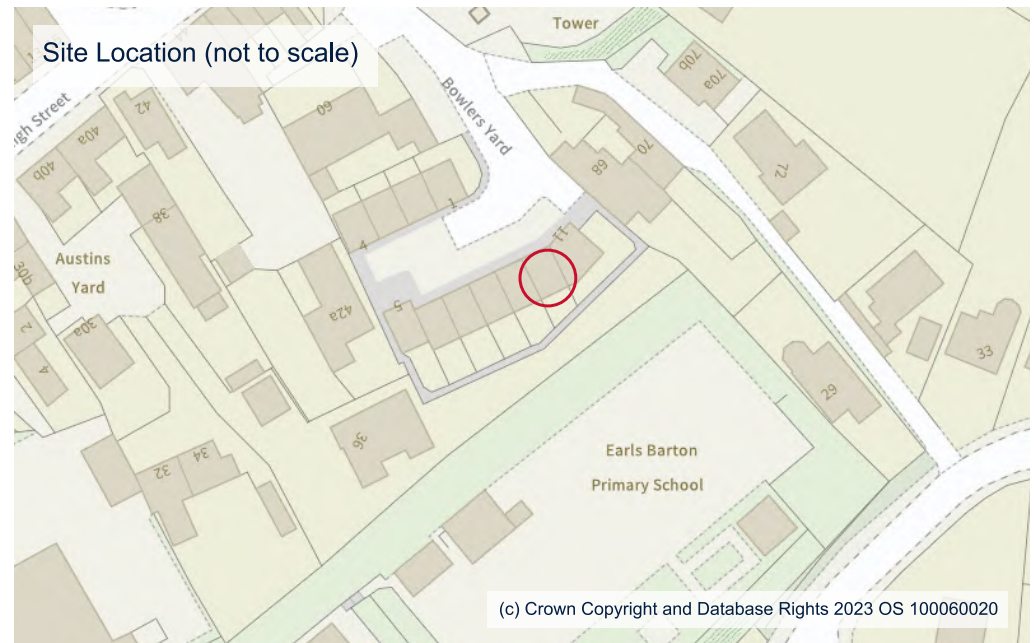 Site Location (not to scale)
Tower
Bowlers Yard
70b
70a
60
42
40a
40b
70
68
72
1
38
4
11
Austins
Yard
30b
5
42a
2
30a
4
33
29
36
34
32
Earls Barton
Primary School
(c) Crown Copyright and Database Rights 2023 OS 100060020